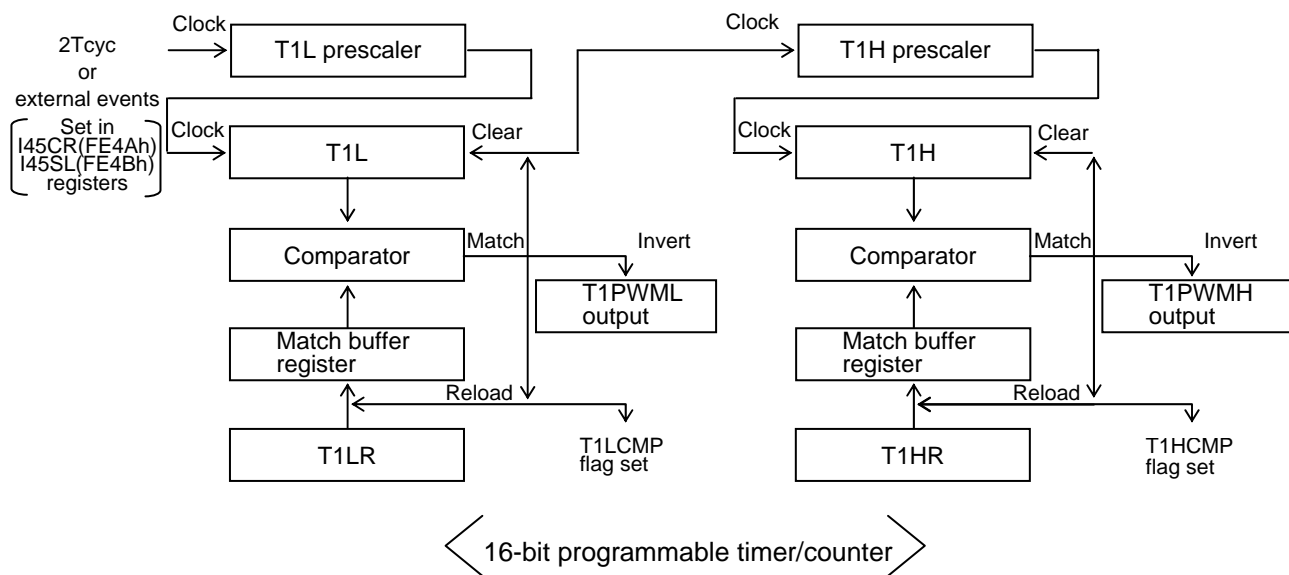 Clock
2Tcyc
or
external events
Set in
I45CR(FE4Ah)
I45SL(FE4Bh)
registers
T1L prescaler
Clock
T1L
Clear
Comparator
Match
Invert
T1PWML
output
Match buffer
register
Reload
T1LR
T1LCMP
flag set
Clock
T1H prescaler
Clock
T1H
Clear
Comparator
Match
Invert
T1PWMH
output
Match buffer
register
Reload
T1HR
T1HCMP
flag set
16-bit programmable timer/counter